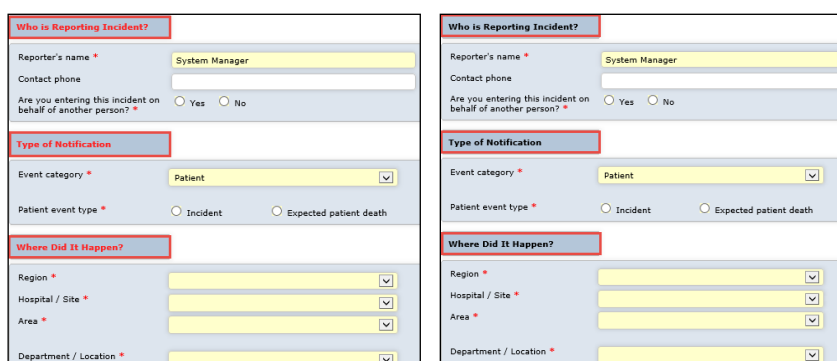 Who is Reporting Incident?
Reporter's name *
System Manager
Contact phone
Are you entering this incident on
behalf of another person? *
Yes
No
Type of Notification
Event category *
Patient
Patient event type *
Incident
Expected patient death
Where Did It Happen?
Region *
Hospital / Site *
Area *
Department / Location *
Who is Reporting Incident?
Reporter's name *
System Manager
Contact phone
Are you entering this incident on
behalf of another person? *
Yes
No
Type of Notification
Event category *
Patient
Patient event type *
Incident
Expected patient death
Where Did It Happen?
Region *
Hospital / Site *
Area *
Department / Location *